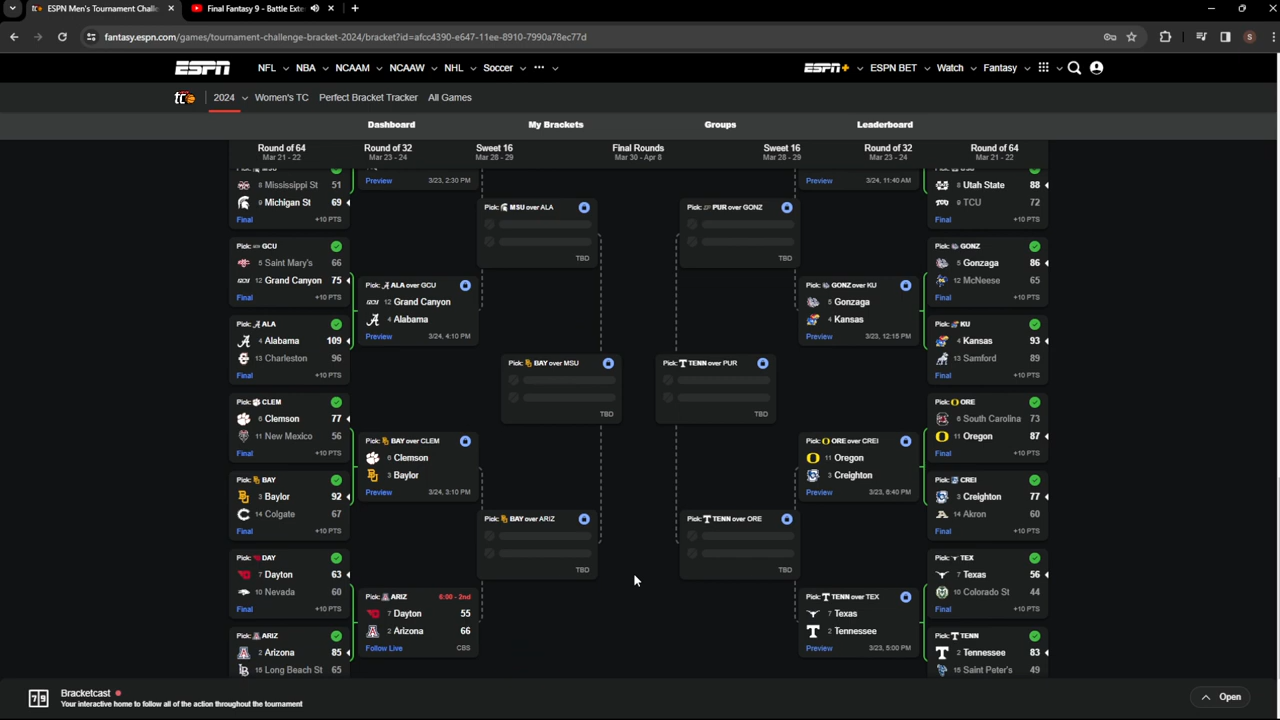 ESPN Men's Tournament Challe
Final Fantasy 9 - Battle Exte
fantasy.espn.com/games/tournament-challenge-bracket-2024/bracket?id=afcc4390-e647-11ee-8910-7990a78ec77d
ESPN NFL NBA NCAAM NCAAW NHL Soccer ESPN+ ESPN BET Watch Fantasy
tc 2024 Women's TC Perfect Bracket Tracker All Games
Dashboard My Brackets Groups Leaderboard
Round of 64 Round of 32 Sweet 16 Final Rounds Sweet 16 Round of 32 Round of 64
Mar 21 - 22 Mar 23 - 24 Mar 28 - 29 Mar 30 - Apr 8 Mar 28 - 29 Mar 23 - 24 Mar 21 - 22
8 Mississippi St 51
9 Michigan St 69
Final +10 PTS
Pick: GCU
5 Saint Mary's 66
12 Grand Canyon 75
Final +10 PTS
Pick: ALA
4 Alabama 109
13 Charleston 96
Final +10 PTS
Pick: CLEM
6 Clemson 77
11 New Mexico 56
Final +10 PTS
Pick: BAY
3 Baylor 92
14 Colgate 67
Final +10 PTS
Pick: DAY
7 Dayton 63
10 Nevada 60
Final +10 PTS
Pick: ARIZ
2 Arizona 85
15 Long Beach St 65
Preview 3/23, 2:30 PM
Pick: ALA over GCU
12 Grand Canyon
4 Alabama
Preview 3/24, 4:10 PM
Pick: BAY over CLEM
6 Clemson
3 Baylor
Preview 3/24, 3:10 PM
Pick: ARIZ 6:00 - 2nd
7 Dayton 55
2 Arizona 66
Follow Live CBS
Pick: MSU over ALA
TBD
Pick: BAY over MSU
TBD
Pick: BAY over ARIZ
TBD
Pick: PUR over GONZ
TBD
Pick: TENN over PUR
TBD
Pick: TENN over ORE
TBD
Preview 3/24, 11:40 AM
Pick: GONZ over KU
5 Gonzaga
4 Kansas
Preview 3/23, 12:15 PM
Pick: ORE over CREI
11 Oregon
3 Creighton
Preview 3/23, 6:40 PM
Pick: TENN over TEX
7 Texas
2 Tennessee
Preview 3/23, 5:00 PM
8 Utah State 88
9 TCU 72
Final +10 PTS
Pick: GONZ
5 Gonzaga 86
12 McNeese 65
Final +10 PTS
Pick: KU
4 Kansas 93
13 Samford 89
Final +10 PTS
Pick: ORE
6 South Carolina 73
11 Oregon 87
Final +10 PTS
Pick: CREI
3 Creighton 77
14 Akron 60
Final +10 PTS
Pick: TEX
7 Texas 56
10 Colorado St 44
Final +10 PTS
Pick: TENN
2 Tennessee 83
15 Saint Peter's 49
Bracketcast
Your interactive home to follow all of the action throughout the tournament
Open